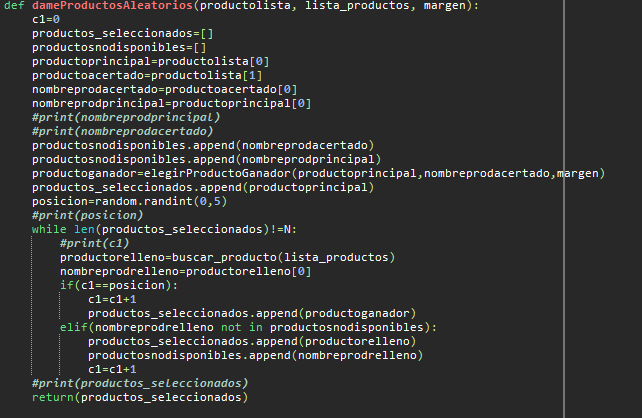 def dameProductosAleatorios(productolista, lista_productos, margen):
    c1=0
    productos_seleccionados=[]
    productosnodisponibles=[]
    productoprincipal=productolista[0]
    productoacertado=productolista[1]
    nombreprodacertado=productoacertado[0]
    nombreprodprincipal=productoprincipal[0]
    #print(nombreprodprincipal)
    #print(nombreprodacertado)
    productosnodisponibles.append(nombreprodacertado)
    productosnodisponibles.append(nombreprodprincipal)
    productoganador=elegirProductoGanador(productoprincipal,nombreprodacertado,margen)
    productos_seleccionados.append(productoprincipal)
    posicion=random.randint(0,5)
    #print(posicion)
    while len(productos_seleccionados)!=N:
        #print(c1)
        productorelleno=buscar_producto(lista_productos)
        nombreprodrelleno=productorelleno[0]
        if(c1==posicion):
            c1=c1+1
            productos_seleccionados.append(productoganador)
        elif(nombreprodrelleno not in productosnodisponibles):
            productos_seleccionados.append(productorelleno)
            productosnodisponibles.append(nombreprodrelleno)
            c1=c1+1
    #print(productos_seleccionados)
    return(productos_seleccionados)